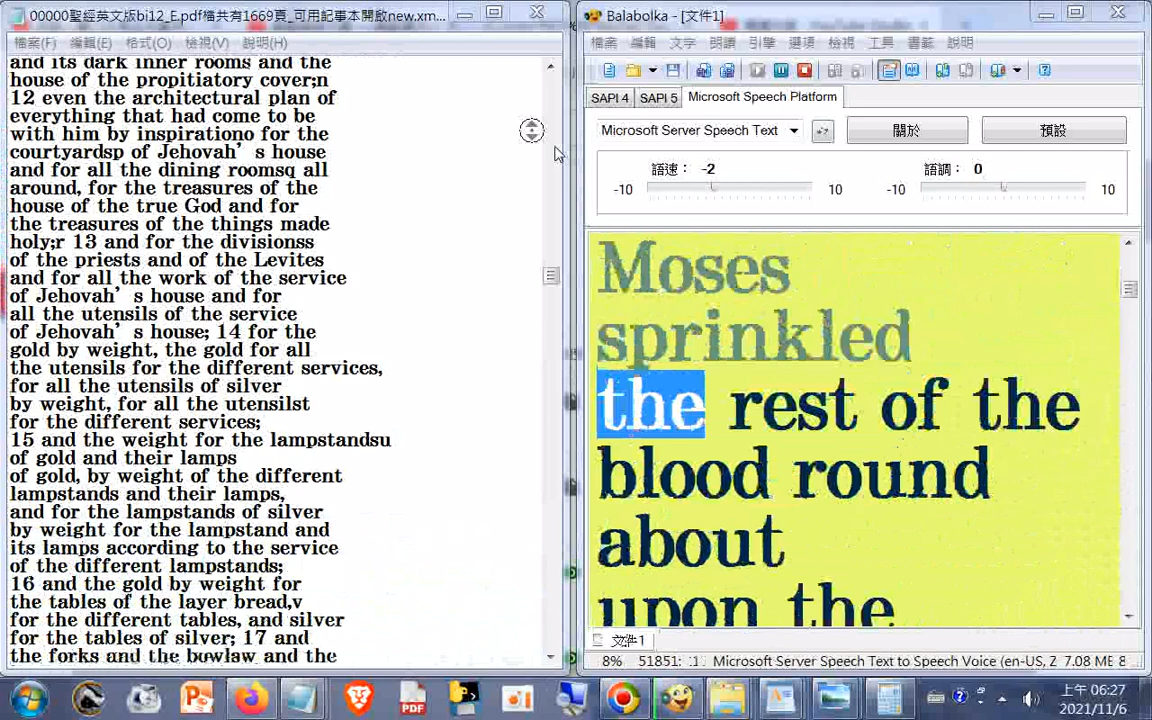 00000聖經英文版bi12_E.pdf檔共有1669頁_可用記事本開啟new.xm...
檔案(F) 編輯(E) 格式(O) 檢視(V) 說明(H)
and its dark inner rooms and the
house of the propitiatory cover;n
12 even the architectural plan of
everything that had come to be
with him by inspirationo for the
courtyardsp of Jehovah’s house
and for all the dining roomsq all
around, for the treasures of the
house of the true God and for
the treasures of the things made
holy;r 13 and for the divisionss
of the priests and of the Levites
and for all the work of the service
of Jehovah’s house and for
all the utensils of the service
of Jehovah’s house; 14 for the
gold by weight, the gold for all
the utensils for the different services,
for all the utensils of silver
by weight, for all the utensilst
for the different services;
15 and the weight for the lampstandsu
of gold and their lamps
of gold, by weight of the different
lampstands and their lamps,
and for the lampstands of silver
by weight for the lampstand and
its lamps according to the service
of the different lampstands;
16 and the gold by weight for
the tables of the layer bread,v
for the different tables, and silver
for the tables of silver; 17 and
the forks and the bowlsw and the
Balabolka - [文件1]
檔案 編輯 文字 朗讀 引擎 選項 檢視 工具 書籤 說明
SAPI 4 SAPI 5 Microsoft Speech Platform
Microsoft Server Speech Text 關於 預設
語速: -2 語調: 0
-10 10 -10 10
Moses
sprinkled
the rest of the
blood round
about
upon the
文件1
8% 51851: Microsoft Server Speech Text to Speech Voice (en-US, Z 7.08 MB 8
上午 06:27
2021/11/6